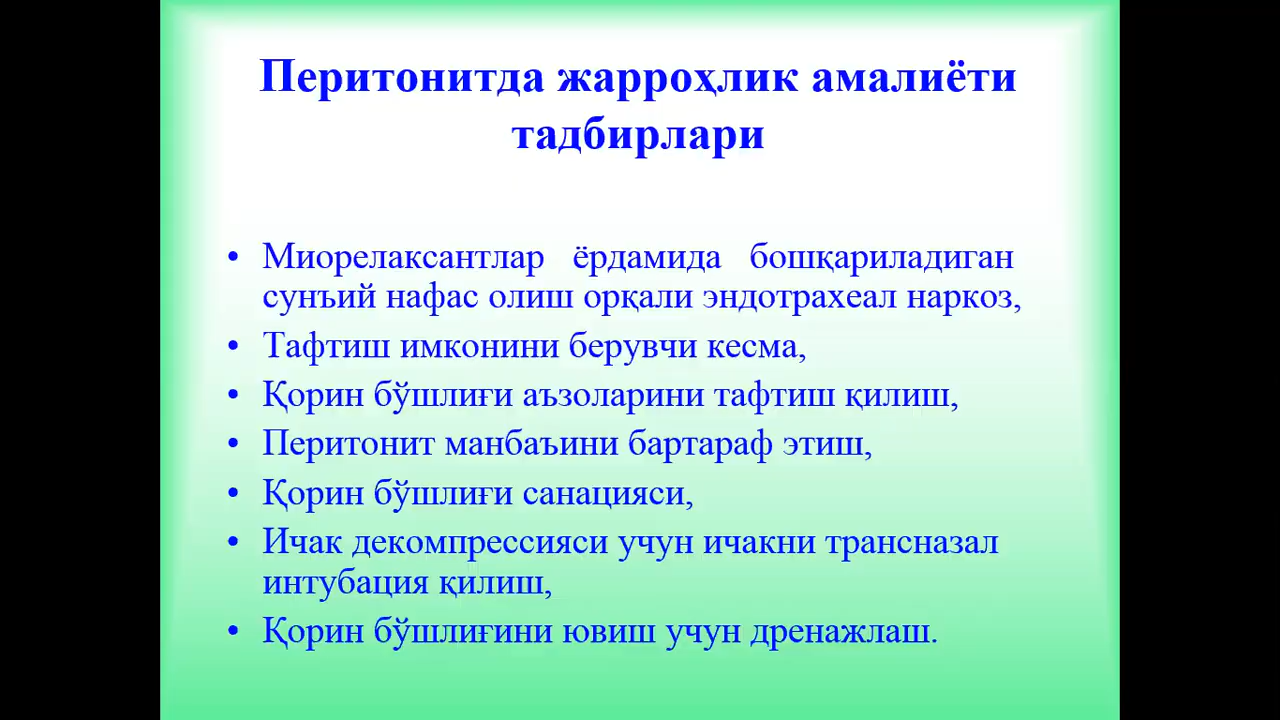 Перитонитда жарроҳлик амалиёти
тадбирлари
• Миорелаксантлар ёрдамида бошқариладиган
сунъий нафас олиш орқали эндотрахеал наркоз,
• Тафтиш имконини берувчи кесма,
• Қорин бўшлиғи аъзоларини тафтиш қилиш,
• Перитонит манбаъини бартараф этиш,
• Қорин бўшлиғи санацияси,
• Ичак декомпрессияси учун ичакни трансназал
интубация қилиш,
• Қорин бўшлиғини ювиш учун дренажлаш.